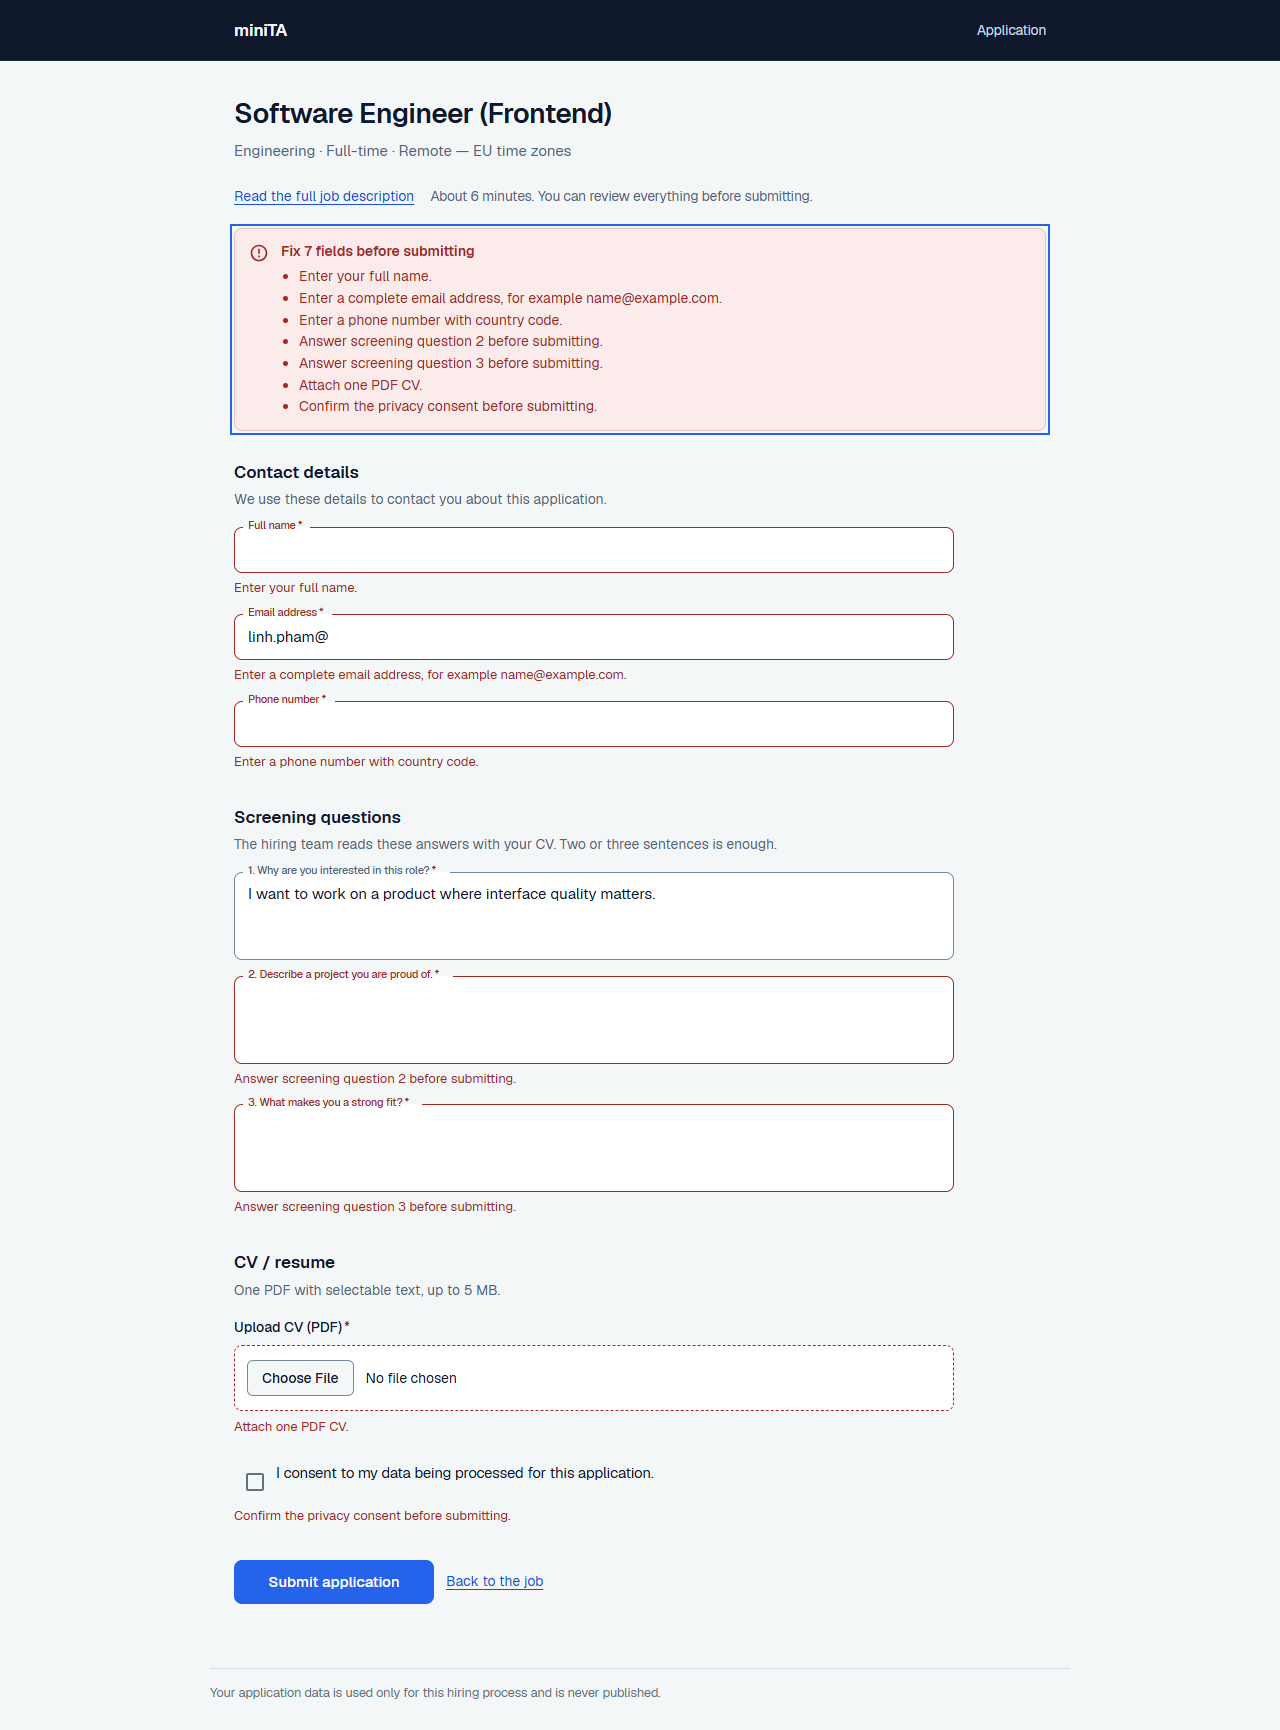 miniTA
Application
Software Engineer (Frontend)
Engineering · Full-time · Remote — EU time zones
Read the full job description About 6 minutes. You can review everything before submitting.
Fix 7 fields before submitting
• Enter your full name.
• Enter a complete email address, for example name@example.com.
• Enter a phone number with country code.
• Answer screening question 2 before submitting.
• Answer screening question 3 before submitting.
• Attach one PDF CV.
• Confirm the privacy consent before submitting.
Contact details
We use these details to contact you about this application.
Full name *
Enter your full name.
Email address *
linh.pham@
Enter a complete email address, for example name@example.com.
Phone number *
Enter a phone number with country code.
Screening questions
The hiring team reads these answers with your CV. Two or three sentences is enough.
1. Why are you interested in this role? *
I want to work on a product where interface quality matters.
2. Describe a project you are proud of. *
Answer screening question 2 before submitting.
3. What makes you a strong fit? *
Answer screening question 3 before submitting.
CV / resume
One PDF with selectable text, up to 5 MB.
Upload CV (PDF) *
Choose File No file chosen
Attach one PDF CV.
I consent to my data being processed for this application.
Confirm the privacy consent before submitting.
Submit application Back to the job
Your application data is used only for this hiring process and is never published.